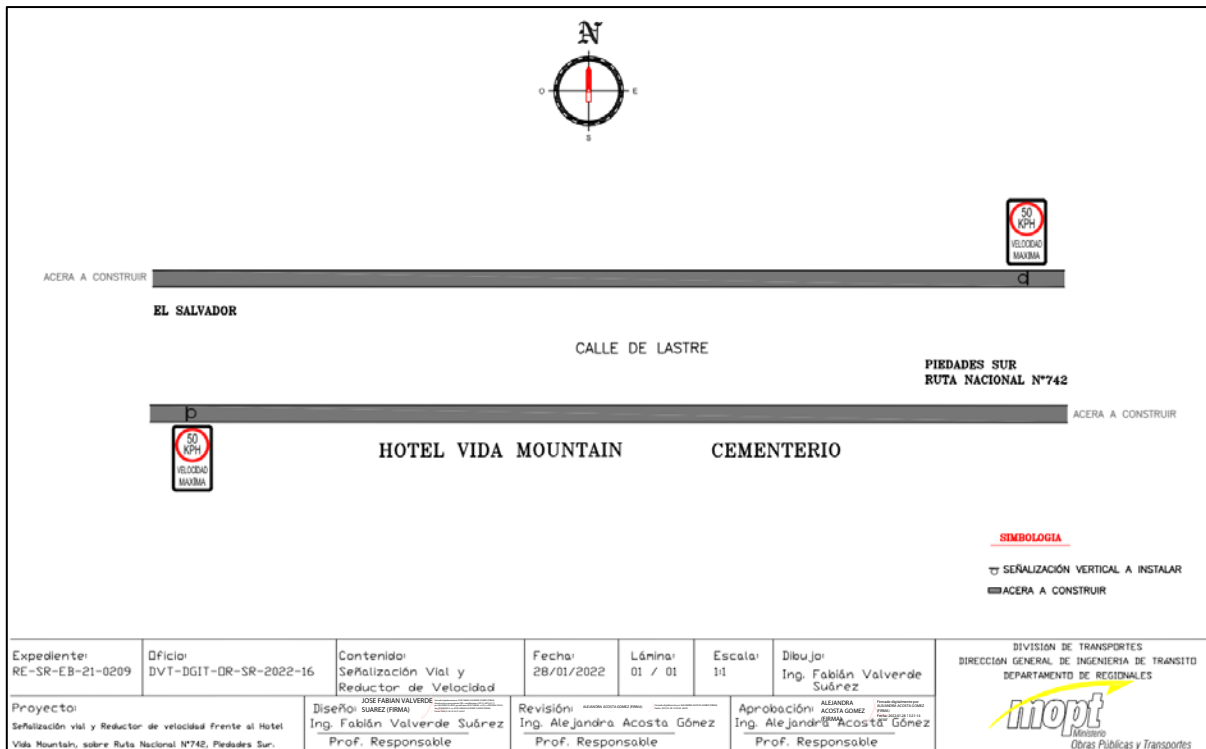 N
O
E
S
50
KPH
VELOCIDAD
MAXIMA
ACERA A CONSTRUIR
EL SALVADOR
CALLE DE LASTRE
PIEDADES SUR
RUTA NACIONAL N°742
ACERA A CONSTRUIR
50
KPH
VELOCIDAD
MAXIMA
HOTEL VIDA MOUNTAIN
CEMENTERIO
SIMBOLOGIA
SEÑALIZACIÓN VERTICAL A INSTALAR
ACERA A CONSTRUIR
Expediente:
RE-SR-EB-21-0209
Oficio:
DVT-DGIT-OR-SR-2022-16
Contenido:
Señalización Vial y
Reductor de Velocidad
Fecha:
28/01/2022
Lámina:
01 / 01
Escala:
1:1
Dibujo:
Ing. Fabián Valverde
Suárez
DIVISIÓN DE TRANSPORTES
DIRECCIÓN GENERAL DE INGENIERIA DE TRANSITO
DEPARTAMENTO DE REGIONALES
Proyecto:
Señalización vial y Reductor de velocidad Frente al Hotel
Vida Mountain, sobre Ruta Nacional N°742, Piedades Sur.
Diseño:
JOSE FABIAN VALVERDE
SUAREZ (FIRMA)
Ing. Fabián Valverde Suárez
Prof. Responsable
Revisión:
ALEJANDRA ACOSTA GOMEZ (FIRMA)
Ing. Alejandra Acosta Gómez
Prof. Responsable
Aprobación:
ALEJANDRA
ACOSTA GOMEZ
(FIRMA)
Ing. Alejandra Acosta Gómez
Prof. Responsable
mopt
Ministerio
Obras Públicas y Transportes